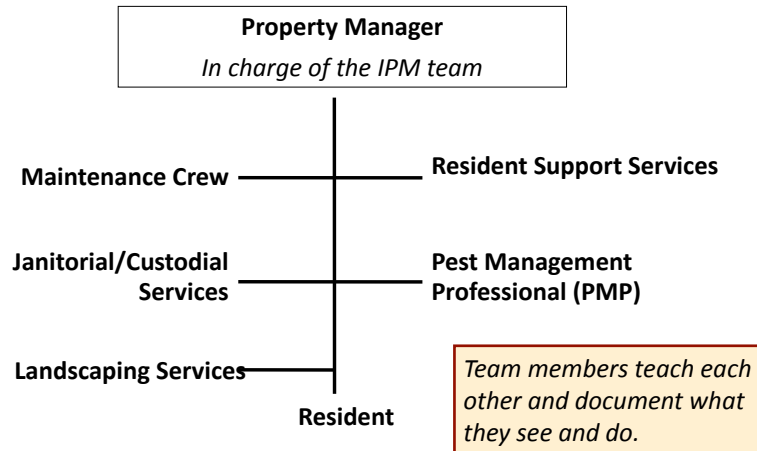 Property Manager
In charge of the IPM team
Maintenance Crew
Resident Support Services
Janitorial/Custodial
Services
Pest Management
Professional (PMP)
Landscaping Services
Resident
Team members teach each
other and document what
they see and do.